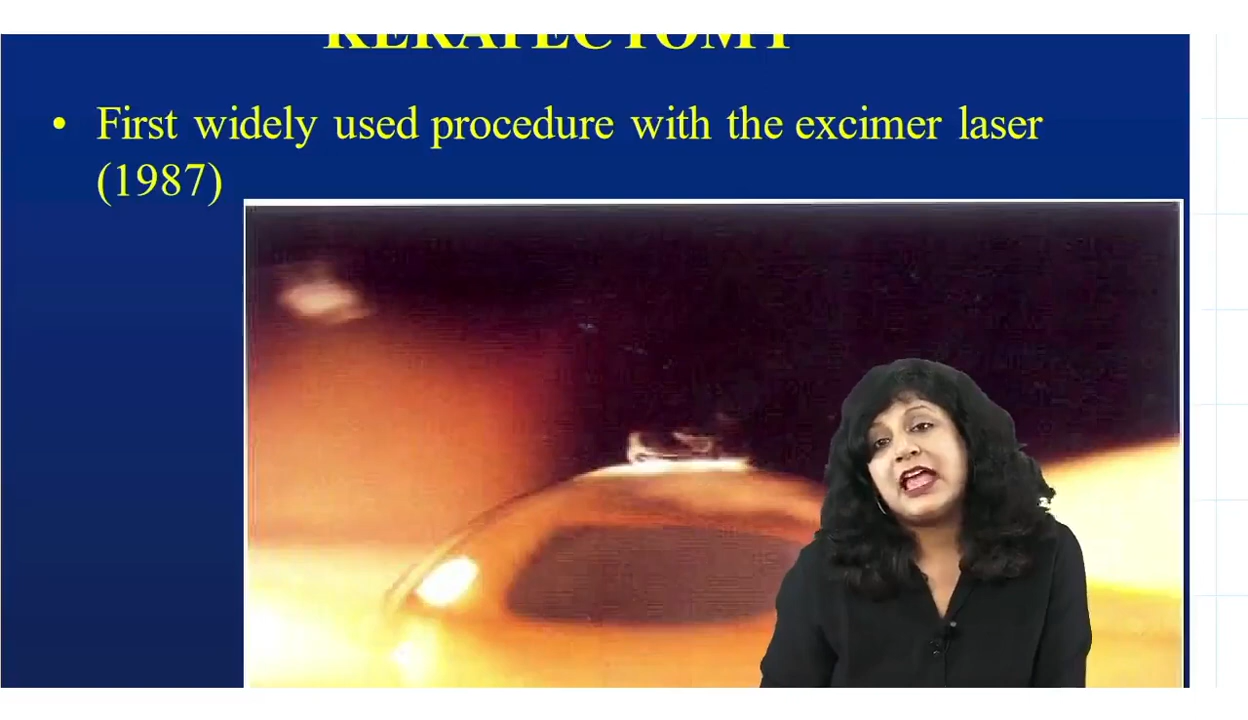 KERATECTOMY
• First widely used procedure with the excimer laser
(1987)